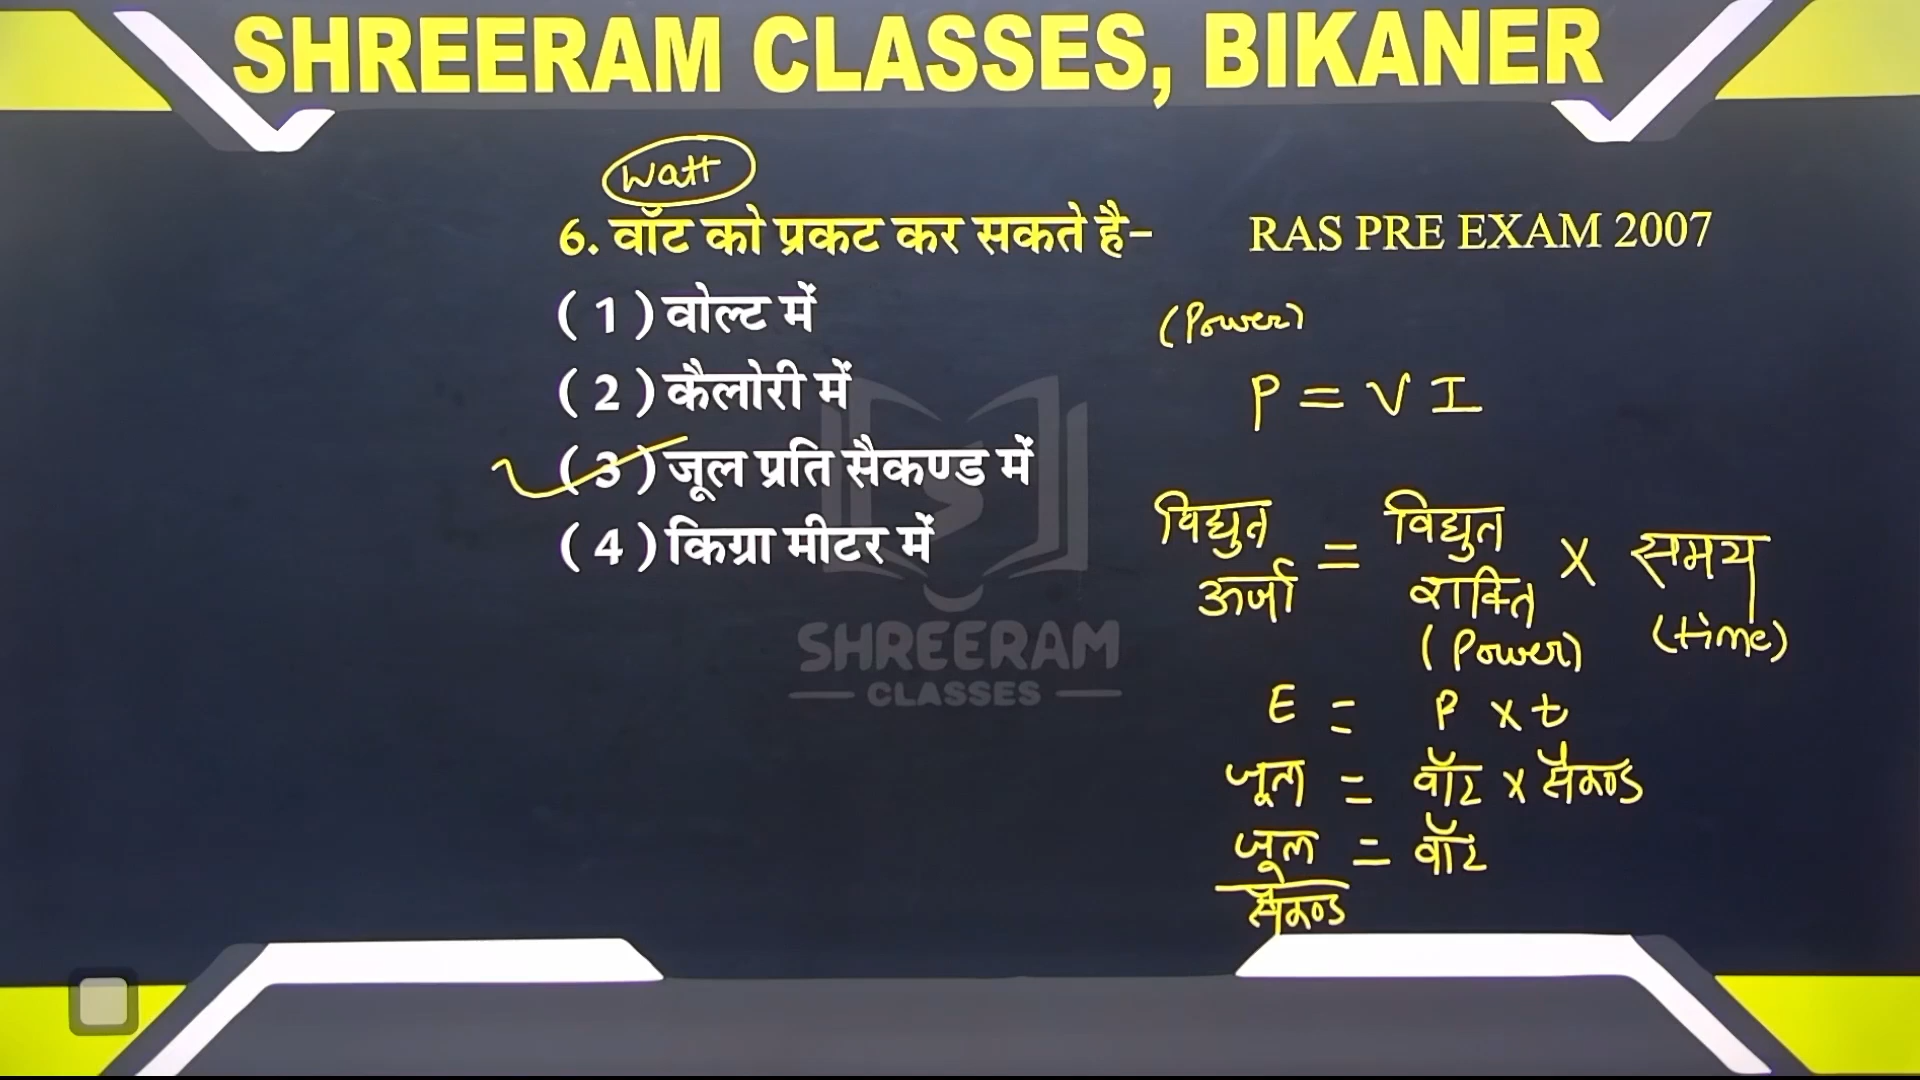 SHREERAM CLASSES, BIKANER
Watt
6. वॉट को प्रकट कर सकते है-
RAS PRE EXAM 2007
( 1 ) वोल्ट में
( 2 ) कैलोरी में
( 3 ) जूल प्रति सैकण्ड में
( 4 ) किग्रा मीटर में
(Power)
P = V I
विद्युत ऊर्जा = विद्युत शक्ति (Power) × समय (time)
E = P × t
जूल = वॉट × सैकण्ड
जूल / सैकण्ड = वॉट
SHREERAM
CLASSES